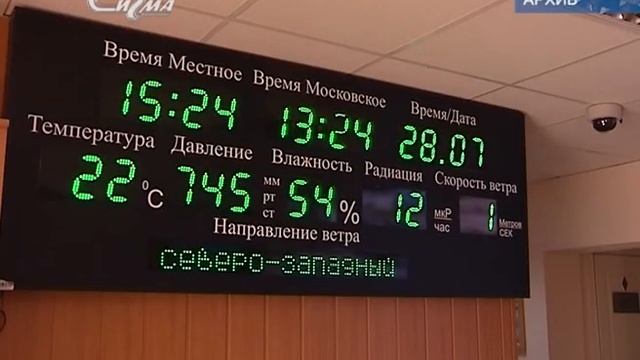 Сигма
АРХИВ
Время Местное Время Московское Время/Дата
15:24 13:24 28.07
Температура Давление Влажность Радиация Скорость ветра
22 °C 745 мм рт ст 54 % 12 мкР час 1 Метров СЕК
Направление ветра
северо-западный